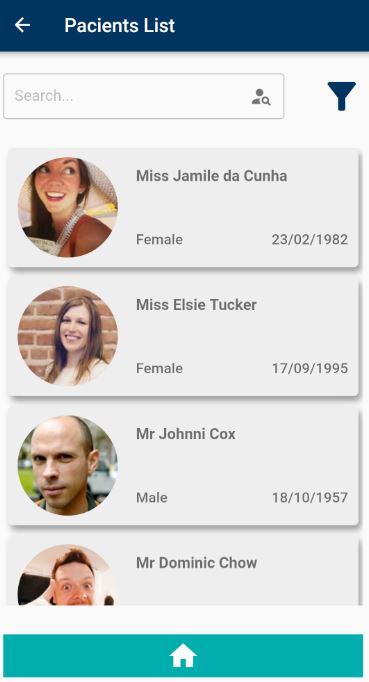 Pacients List
Search...
Miss Jamile da Cunha
Female 23/02/1982
Miss Elsie Tucker
Female 17/09/1995
Mr Johnni Cox
Male 18/10/1957
Mr Dominic Chow